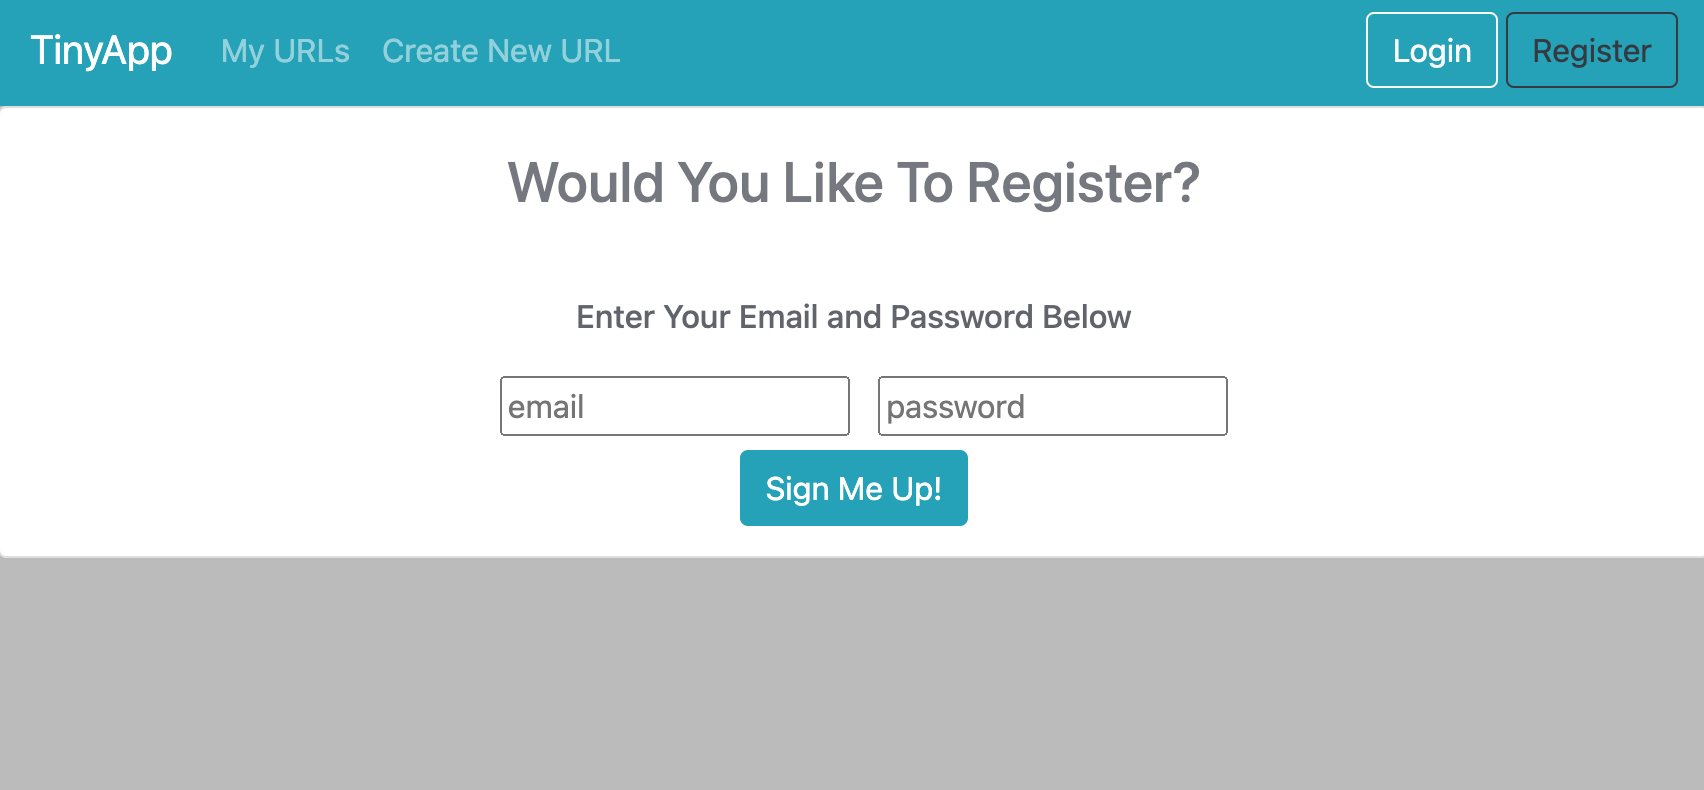 TinyApp My URLs Create New URL Login Register
Would You Like To Register?
Enter Your Email and Password Below
email password
Sign Me Up!